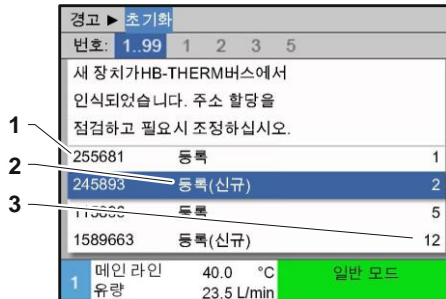 경고 ▶ 초기화
번호: 1..99 1 2 3 5
새 장치가HB-THERM버스에서
인식되었습니다. 주소 할당을
점검하고 필요시 조정하십시오.
1
255681 등록 1
2
245893 등록(신규) 2
3
등록 5
1589663 등록(신규) 12
1 메인 라인 40.0 °C 일반 모드
유량 23.5 L/min